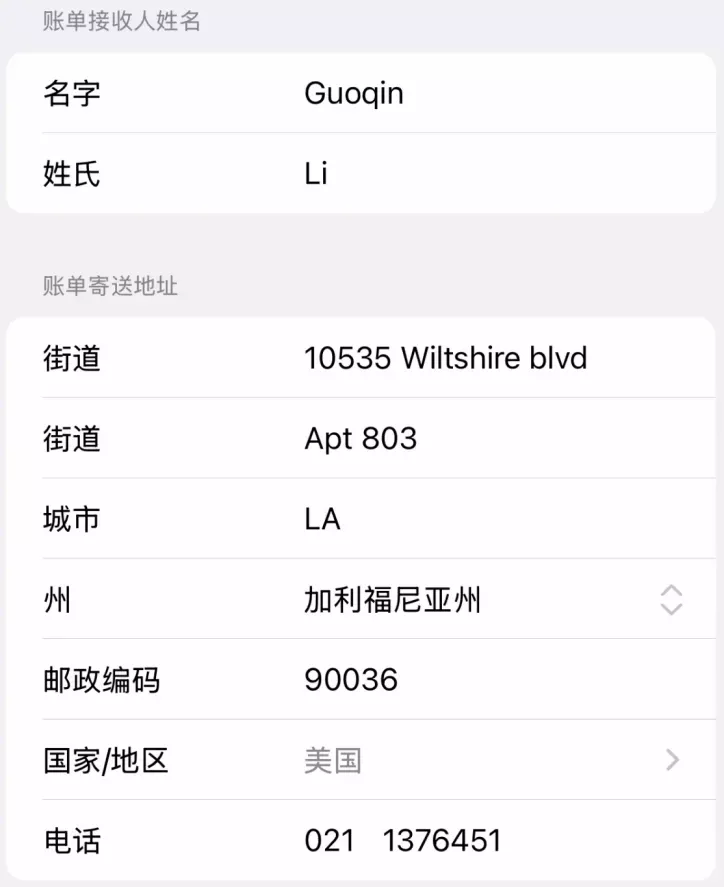 账单接收人姓名
名字 Guoqin
姓氏 Li
账单寄送地址
街道 10535 Wiltshire blvd
街道 Apt 803
城市 LA
州 加利福尼亚州
邮政编码 90036
国家/地区 美国
电话 021 1376451